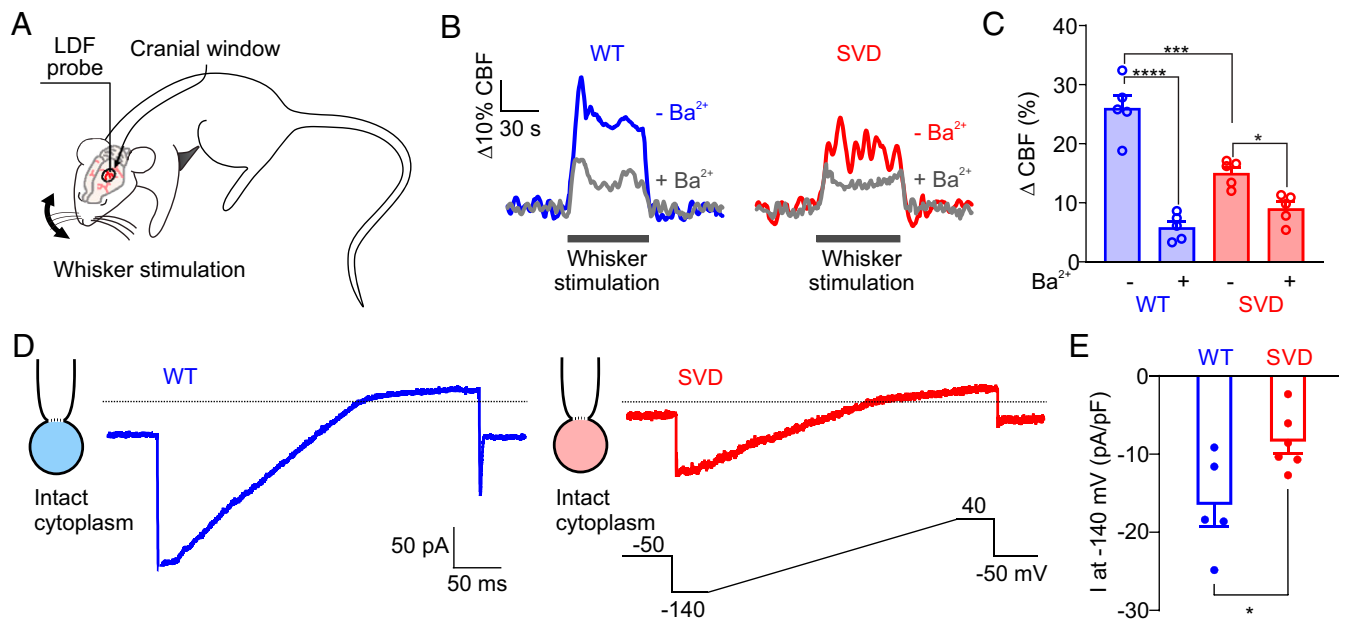 A
LDF
probe
Cranial window
Whisker stimulation
B
Δ10% CBF
30 s
WT
- Ba²⁺
+ Ba²⁺
Whisker
stimulation
SVD
- Ba²⁺
+ Ba²⁺
Whisker
stimulation
C
Δ CBF (%)
40
30
20
10
0
***
****
*
Ba²⁺
- + - +
WT SVD
D
WT
Intact
cytoplasm
50 pA
50 ms
SVD
Intact
cytoplasm
-50
-140
40
-50 mV
E
WT SVD
I at -140 mV (pA/pF)
0
-10
-20
-30
*